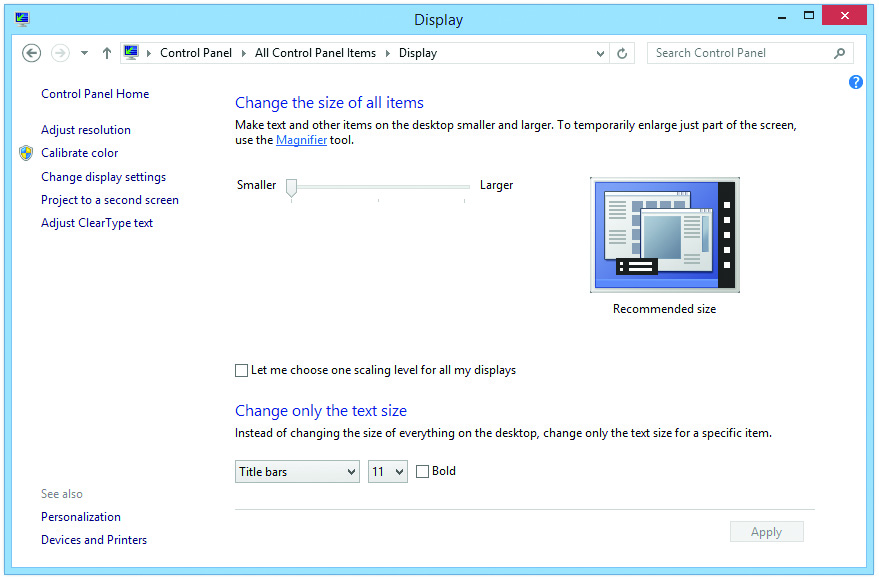 Display
Control Panel
All Control Panel Items
Display
Search Control Panel
Control Panel Home
Adjust resolution
Calibrate color
Change display settings
Project to a second screen
Adjust ClearType text
See also
Personalization
Devices and Printers
Change the size of all items
Make text and other items on the desktop smaller and larger. To temporarily enlarge just part of the screen,
use the Magnifier tool.
Smaller
Larger
Recommended size
Let me choose one scaling level for all my displays
Change only the text size
Instead of changing the size of everything on the desktop, change only the text size for a specific item.
Title bars
11
Bold
Apply